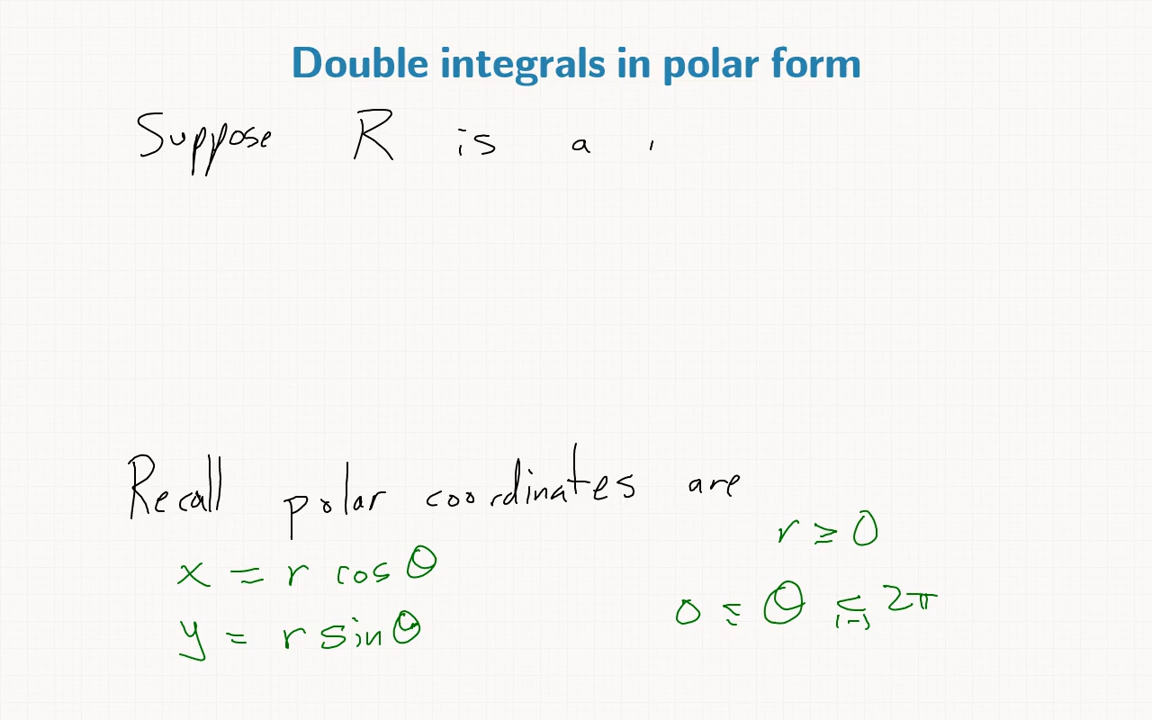 Double integrals in polar form
Suppose R is a
Recall polar coordinates are
r ≥ 0
x = r cos θ
0 ≤ θ ≤ 2π
y = r sin θ